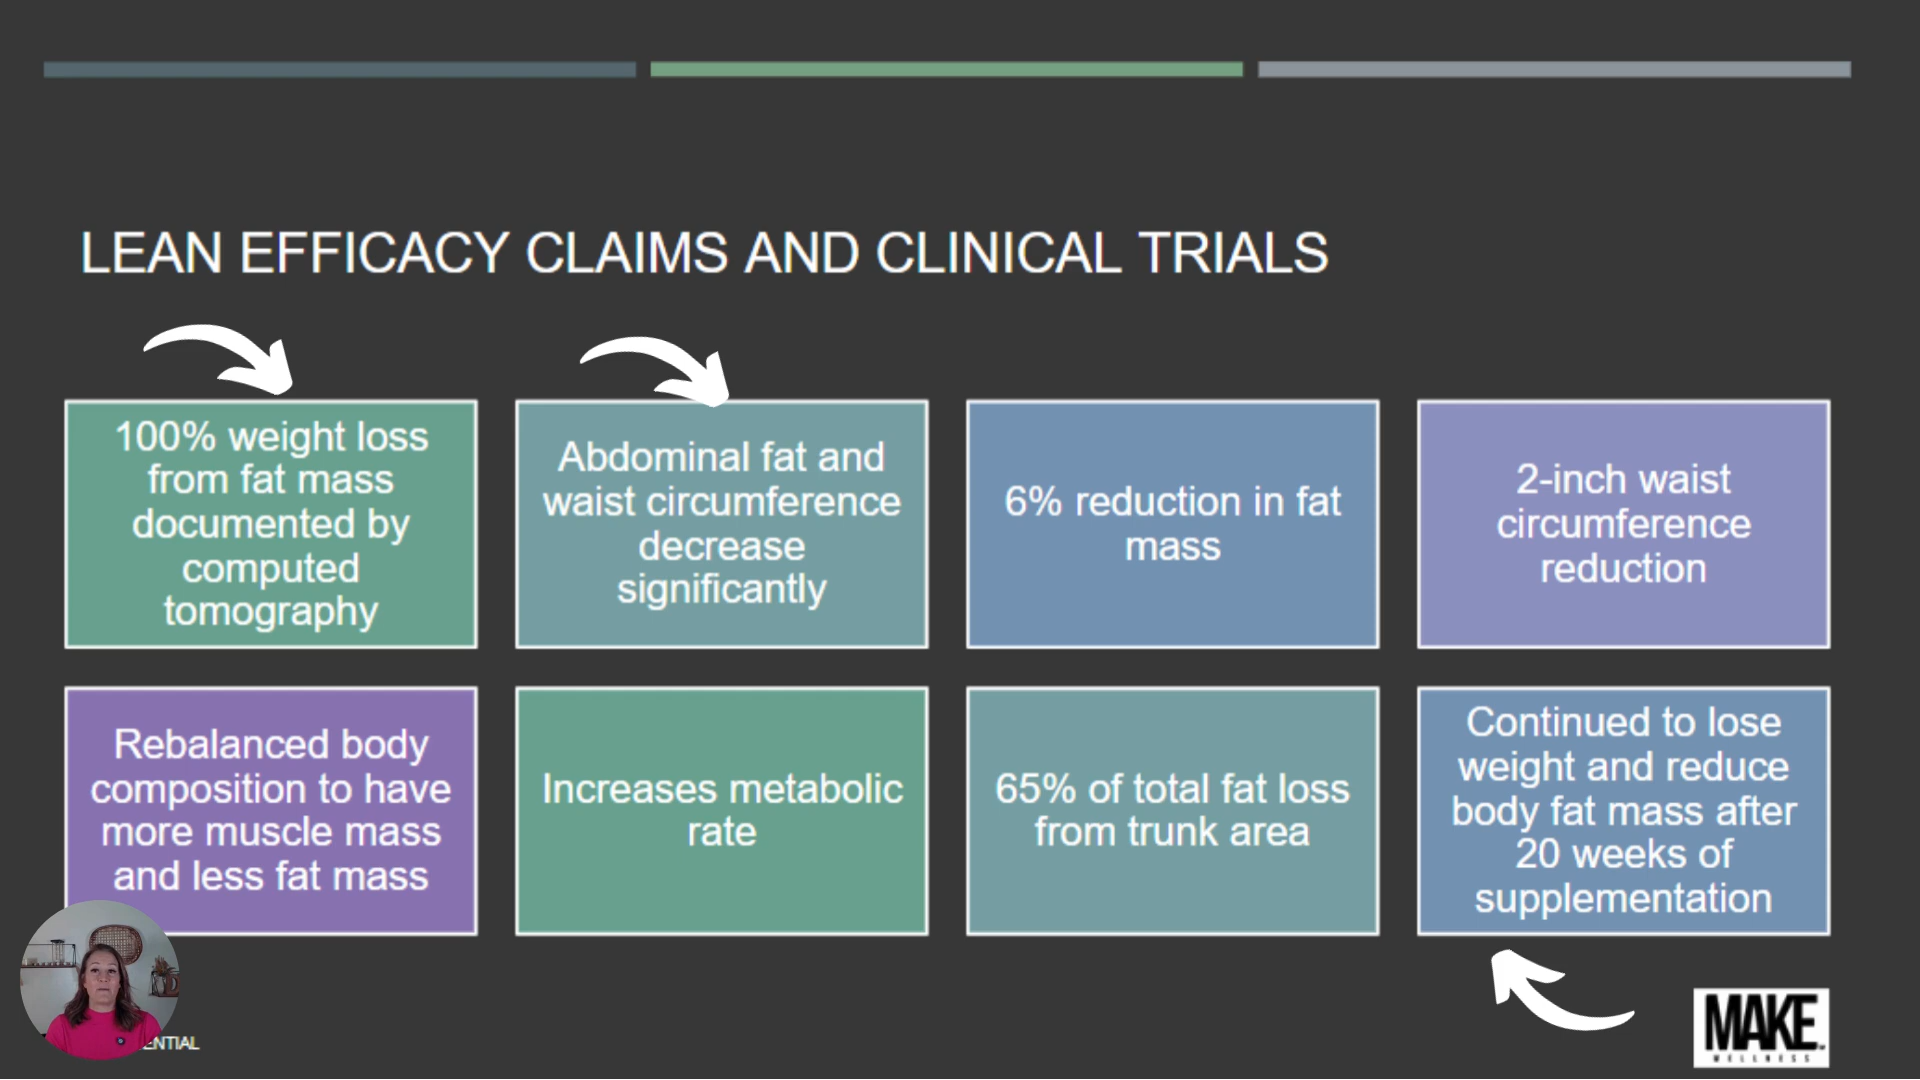 LEAN EFFICACY CLAIMS AND CLINICAL TRIALS
100% weight loss
from fat mass
documented by
computed
tomography
Abdominal fat and
waist circumference
decrease
significantly
6% reduction in fat
mass
2-inch waist
circumference
reduction
Rebalanced body
composition to have
more muscle mass
and less fat mass
Increases metabolic
rate
65% of total fat loss
from trunk area
Continued to lose
weight and reduce
body fat mass after
20 weeks of
supplementation
ENTIAL
MAKE
WELLNESS